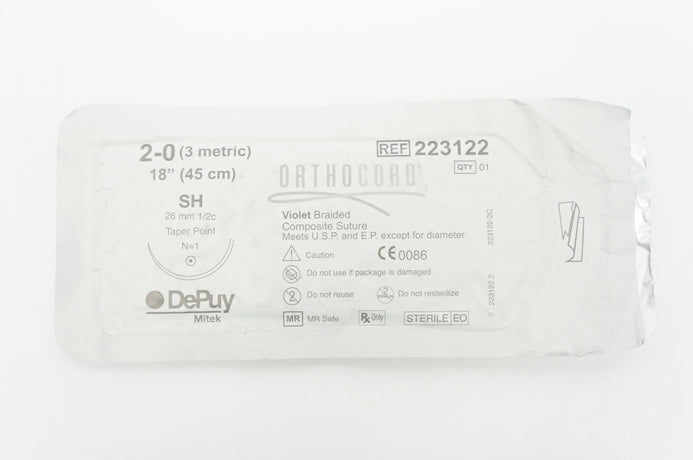 2-0 (3 metric)
18" (45 cm)
SH
26 mm 1/2c
Taper Point
N=1
DePuy
Mitek
REF 223122
QTY 01
ORTHOCORD
Violet Braided
Composite Suture
Meets U.S.P. and E.P. except for diameter
Caution
CE 0086
Do not use if package is damaged
2 Do not reuse
2 Do not resterilize
MR MR Safe
Rx Only
STERILE EO
223122-2C